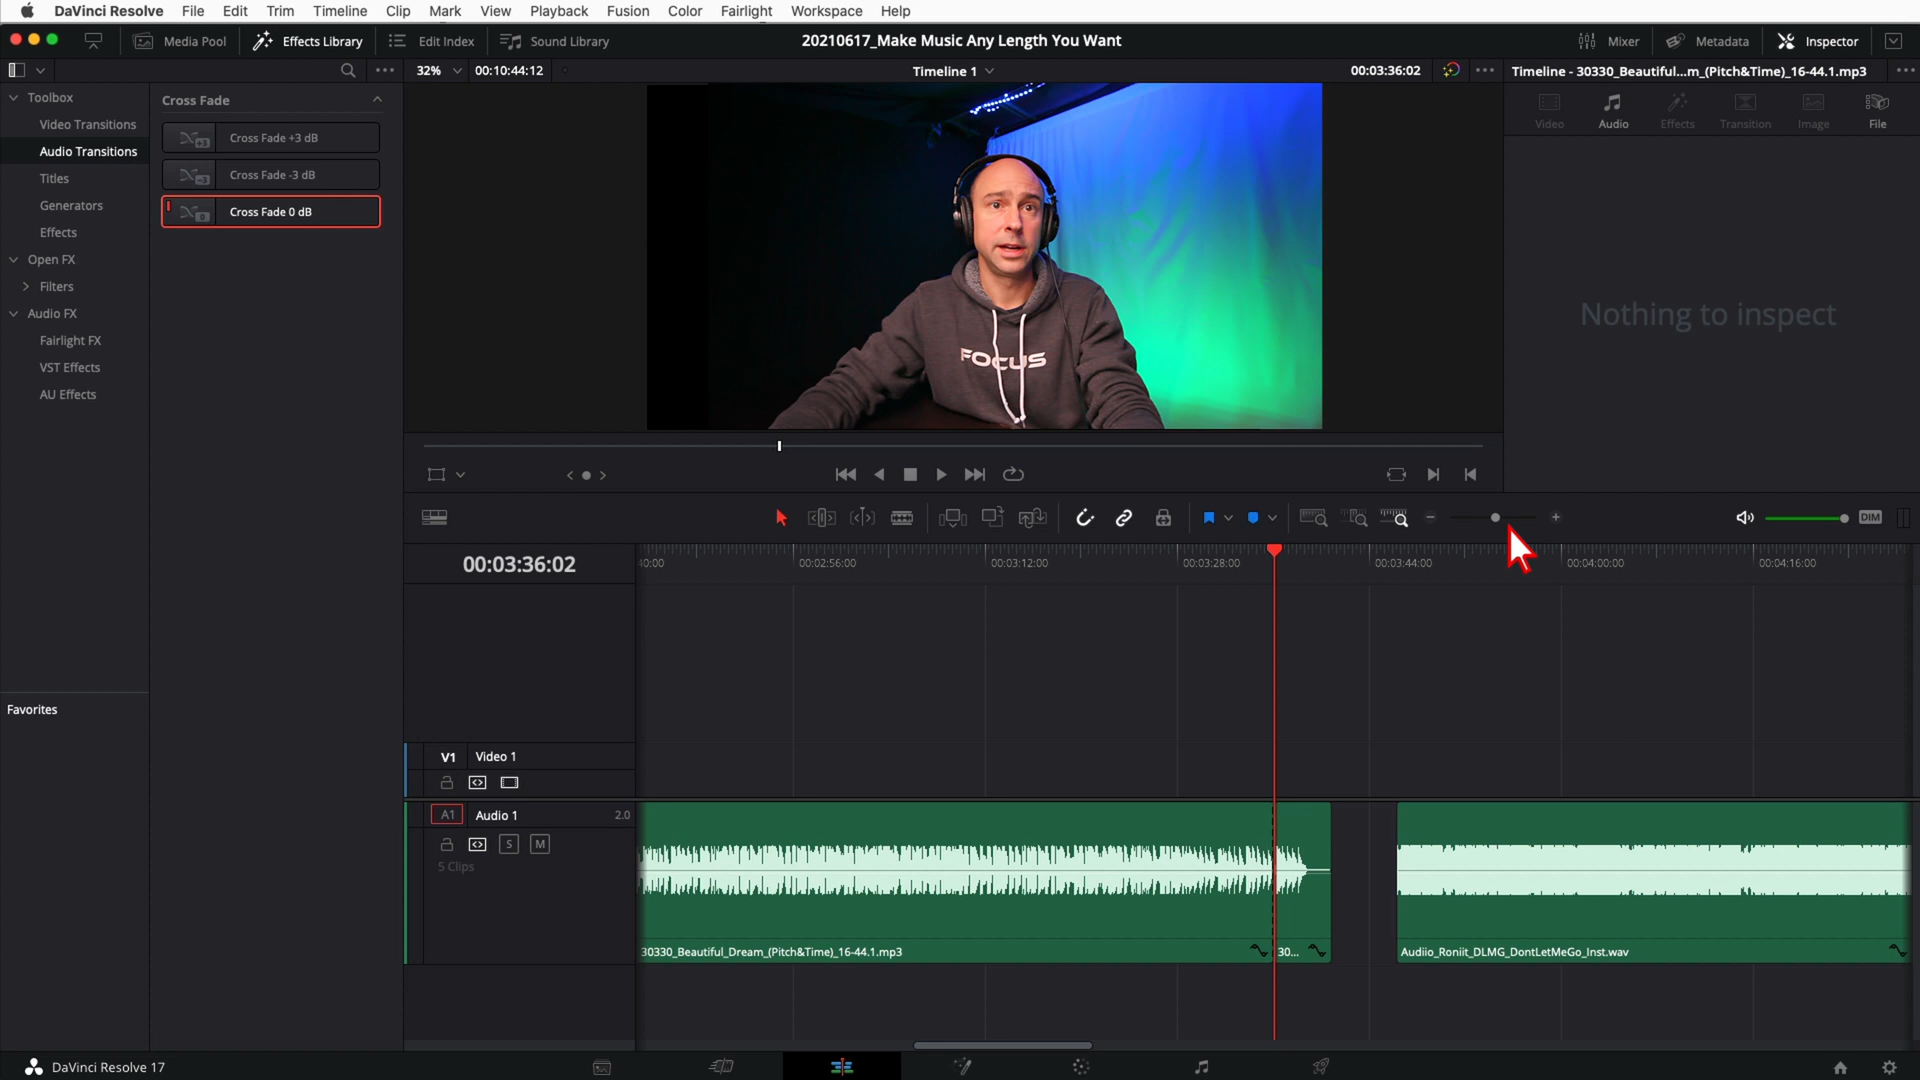 DaVinci Resolve File Edit Trim Timeline Clip Mark View Playback Fusion Color Fairlight Workspace Help
Media Pool Effects Library Edit Index Sound Library 20210617_Make Music Any Length You Want Mixer Metadata Inspector
32% 00:10:44:12 Timeline 1 00:03:36:02 Timeline - 30330_Beautiful...m_(Pitch&Time)_16-44.1.mp3
Toolbox
Video Transitions
Audio Transitions
Titles
Generators
Effects
Open FX
Filters
Audio FX
Fairlight FX
VST Effects
AU Effects
Favorites
Cross Fade
+3 Cross Fade +3 dB
-3 Cross Fade -3 dB
0 Cross Fade 0 dB
FOCUS
Video Audio Effects Transition Image File
Nothing to inspect
DIM
00:03:36:02
40:00 00:02:56:00 00:03:12:00 00:03:28:00 00:03:44:00 00:04:00:00 00:04:16:00
V1 Video 1
A1 Audio 1 2.0
S M
5 Clips
30330_Beautiful_Dream_(Pitch&Time)_16-44.1.mp3 30... Audiio_Roniit_DLMG_DontLetMeGo_Inst.wav
DaVinci Resolve 17